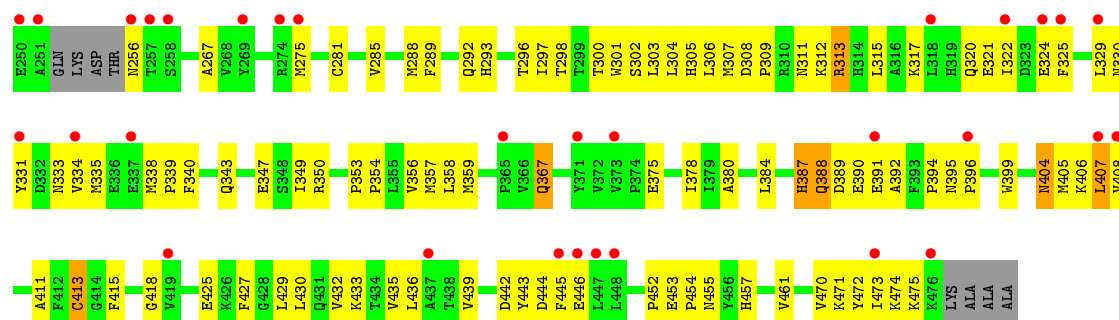 E250 A251 GLN LYS ASP THR N256 T257 S258 A267 V268 Y269 R274 M275 C281 V285 M288 F289 Q292 H293 T296 I297 T298 T299 T300 W301 S302 L303 L304 H305 L306 M307 D308 P309 R310 N311 K312 R313 H314 L315 A316 K317 L318 H319 Q320 E321 I322 D323 E324 F325 L329 N330
Y331 D332 N333 V334 M335 E336 E337 M338 P339 F340 Q343 E347 S348 I349 R350 P353 P354 L355 V356 M357 L358 M359 P365 V366 Q367 Y371 V372 V373 P374 E375 I378 I379 A380 L384 H387 Q388 D389 E390 E391 A392 F393 P394 N395 P396 W399 N404 M405 K406 L407 V408
A411 F412 C413 G414 F415 G418 V419 E425 K426 F427 G428 L429 L430 Q431 V432 K433 T434 V435 L436 A437 T438 V439 D442 Y443 D444 F445 E446 L447 L448 P452 E453 P454 N455 Y456 H457 V461 V470 K471 Y472 I473 K474 K475 K476 LYS ALA ALA ALA